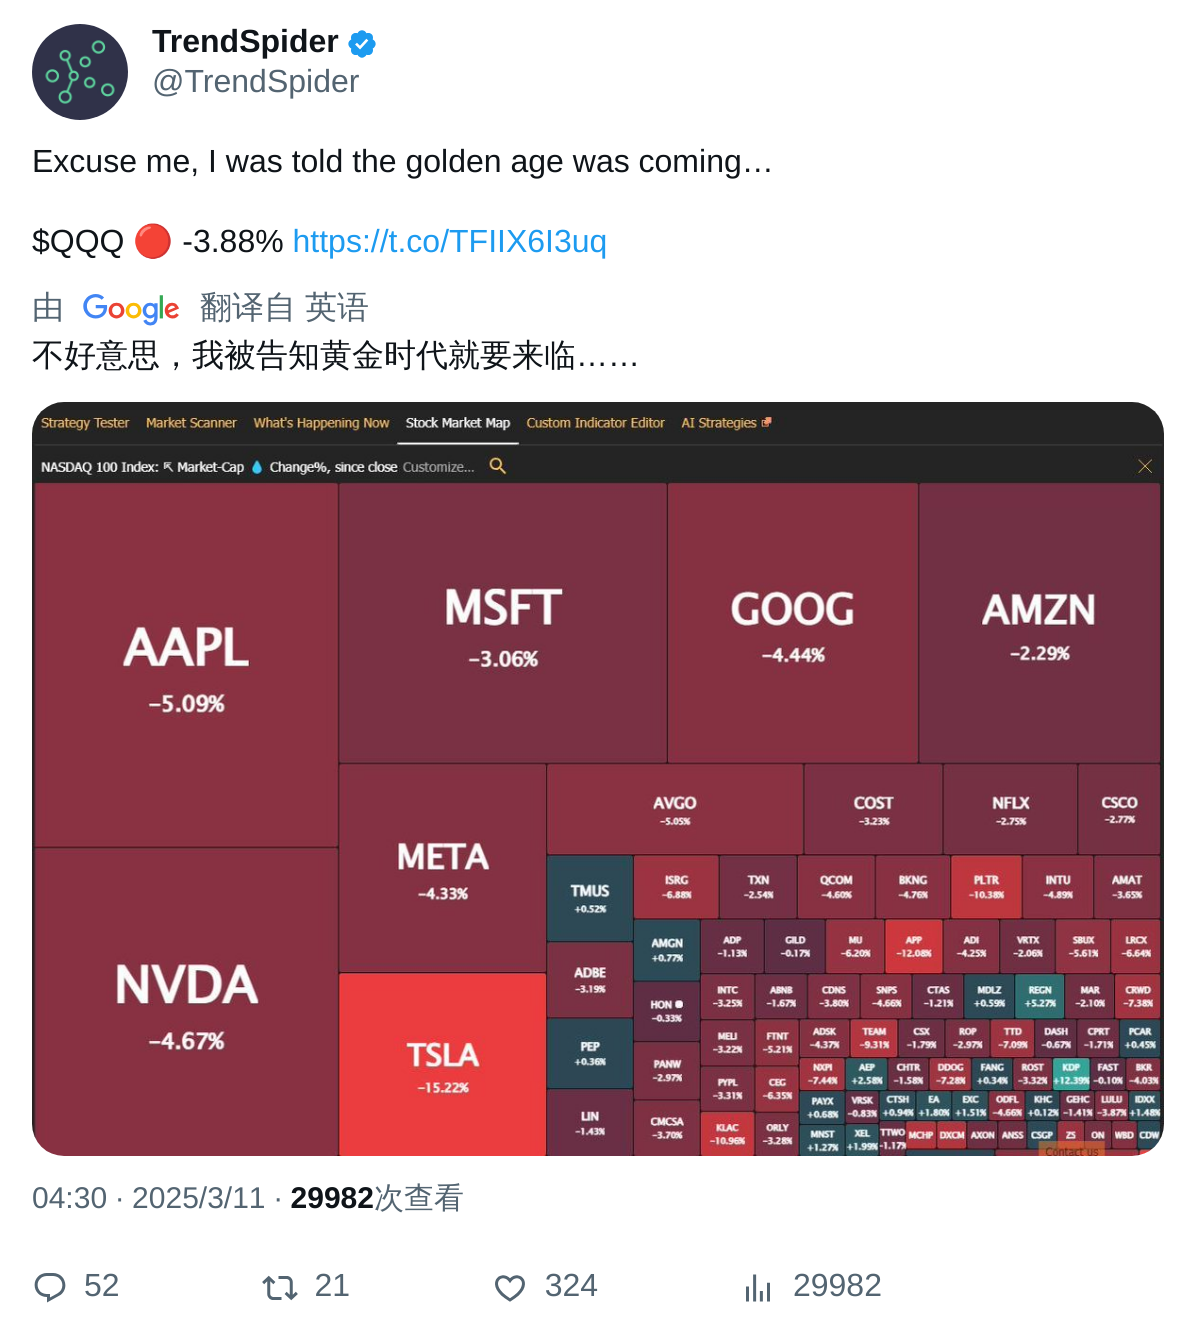 TrendSpider
@TrendSpider
Excuse me, I was told the golden age was coming…
$QQQ 🔴 -3.88% https://t.co/TFIIX6I3uq
由 Google 翻译自 英语
不好意思，我被告知黄金时代就要来临……
Strategy Tester Market Scanner What's Happening Now Stock Market Map Custom Indicator Editor AI Strategies
NASDAQ 100 Index: Market-Cap Change%, since close Customize...
AAPL
−5.09%
MSFT
−3.06%
GOOG
−4.44%
AMZN
−2.29%
NVDA
−4.67%
META
−4.33%
TSLA
−15.22%
AVGO
−5.05%
COST
−3.23%
NFLX
−2.75%
CSCO
−2.77%
TMUS
+0.52%
ADBE
−3.19%
PEP
+0.36%
LIN
−1.43%
ISRG
−6.88%
TXN
−2.54%
QCOM
−4.60%
BKNG
−4.76%
PLTR
−10.38%
INTU
−4.89%
AMAT
−3.65%
AMGN
+0.77%
HON
−0.33%
PANW
−2.97%
CMCSA
−3.70%
ADP
−1.13%
GILD
−0.17%
MU
−6.20%
APP
−12.08%
ADI
−4.25%
VRTX
−2.06%
SBUX
−5.61%
LRCX
−6.64%
INTC
−3.25%
ABNB
−1.67%
CDNS
−3.80%
SNPS
−4.66%
CTAS
−1.21%
MDLZ
+0.59%
REGN
+5.27%
MAR
−2.10%
CRWD
−7.38%
MELI
−3.22%
FTNT
−5.21%
ADSK
−4.37%
TEAM
−9.31%
CSX
−1.79%
ROP
−2.97%
TTD
−7.09%
DASH
−0.67%
CPRT
−1.71%
PCAR
+0.45%
PYPL
−3.31%
CEG
−6.35%
NXPI
−7.44%
AEP
+2.58%
CHTR
−1.58%
DDOG
−7.28%
FANG
+0.34%
ROST
−3.32%
KDP
+12.39%
FAST
−0.10%
BKR
−4.03%
KLAC
−10.96%
ORLY
−3.28%
PAYX
+0.68%
VRSK
−0.83%
CTSH
+0.94%
EA
+1.80%
EXC
+1.51%
ODFL
−4.66%
KHC
+0.12%
GEHC
−1.41%
LULU
−3.87%
IDXX
+1.48%
MNST
+1.27%
XEL
+1.99%
TTWO
−1.17%
MCHP
DXCM
AXON
ANSS
CSGP
ZS
ON
WBD
CDW
Contact us
04:30 · 2025/3/11 · 29982次查看
52 21 324 29982